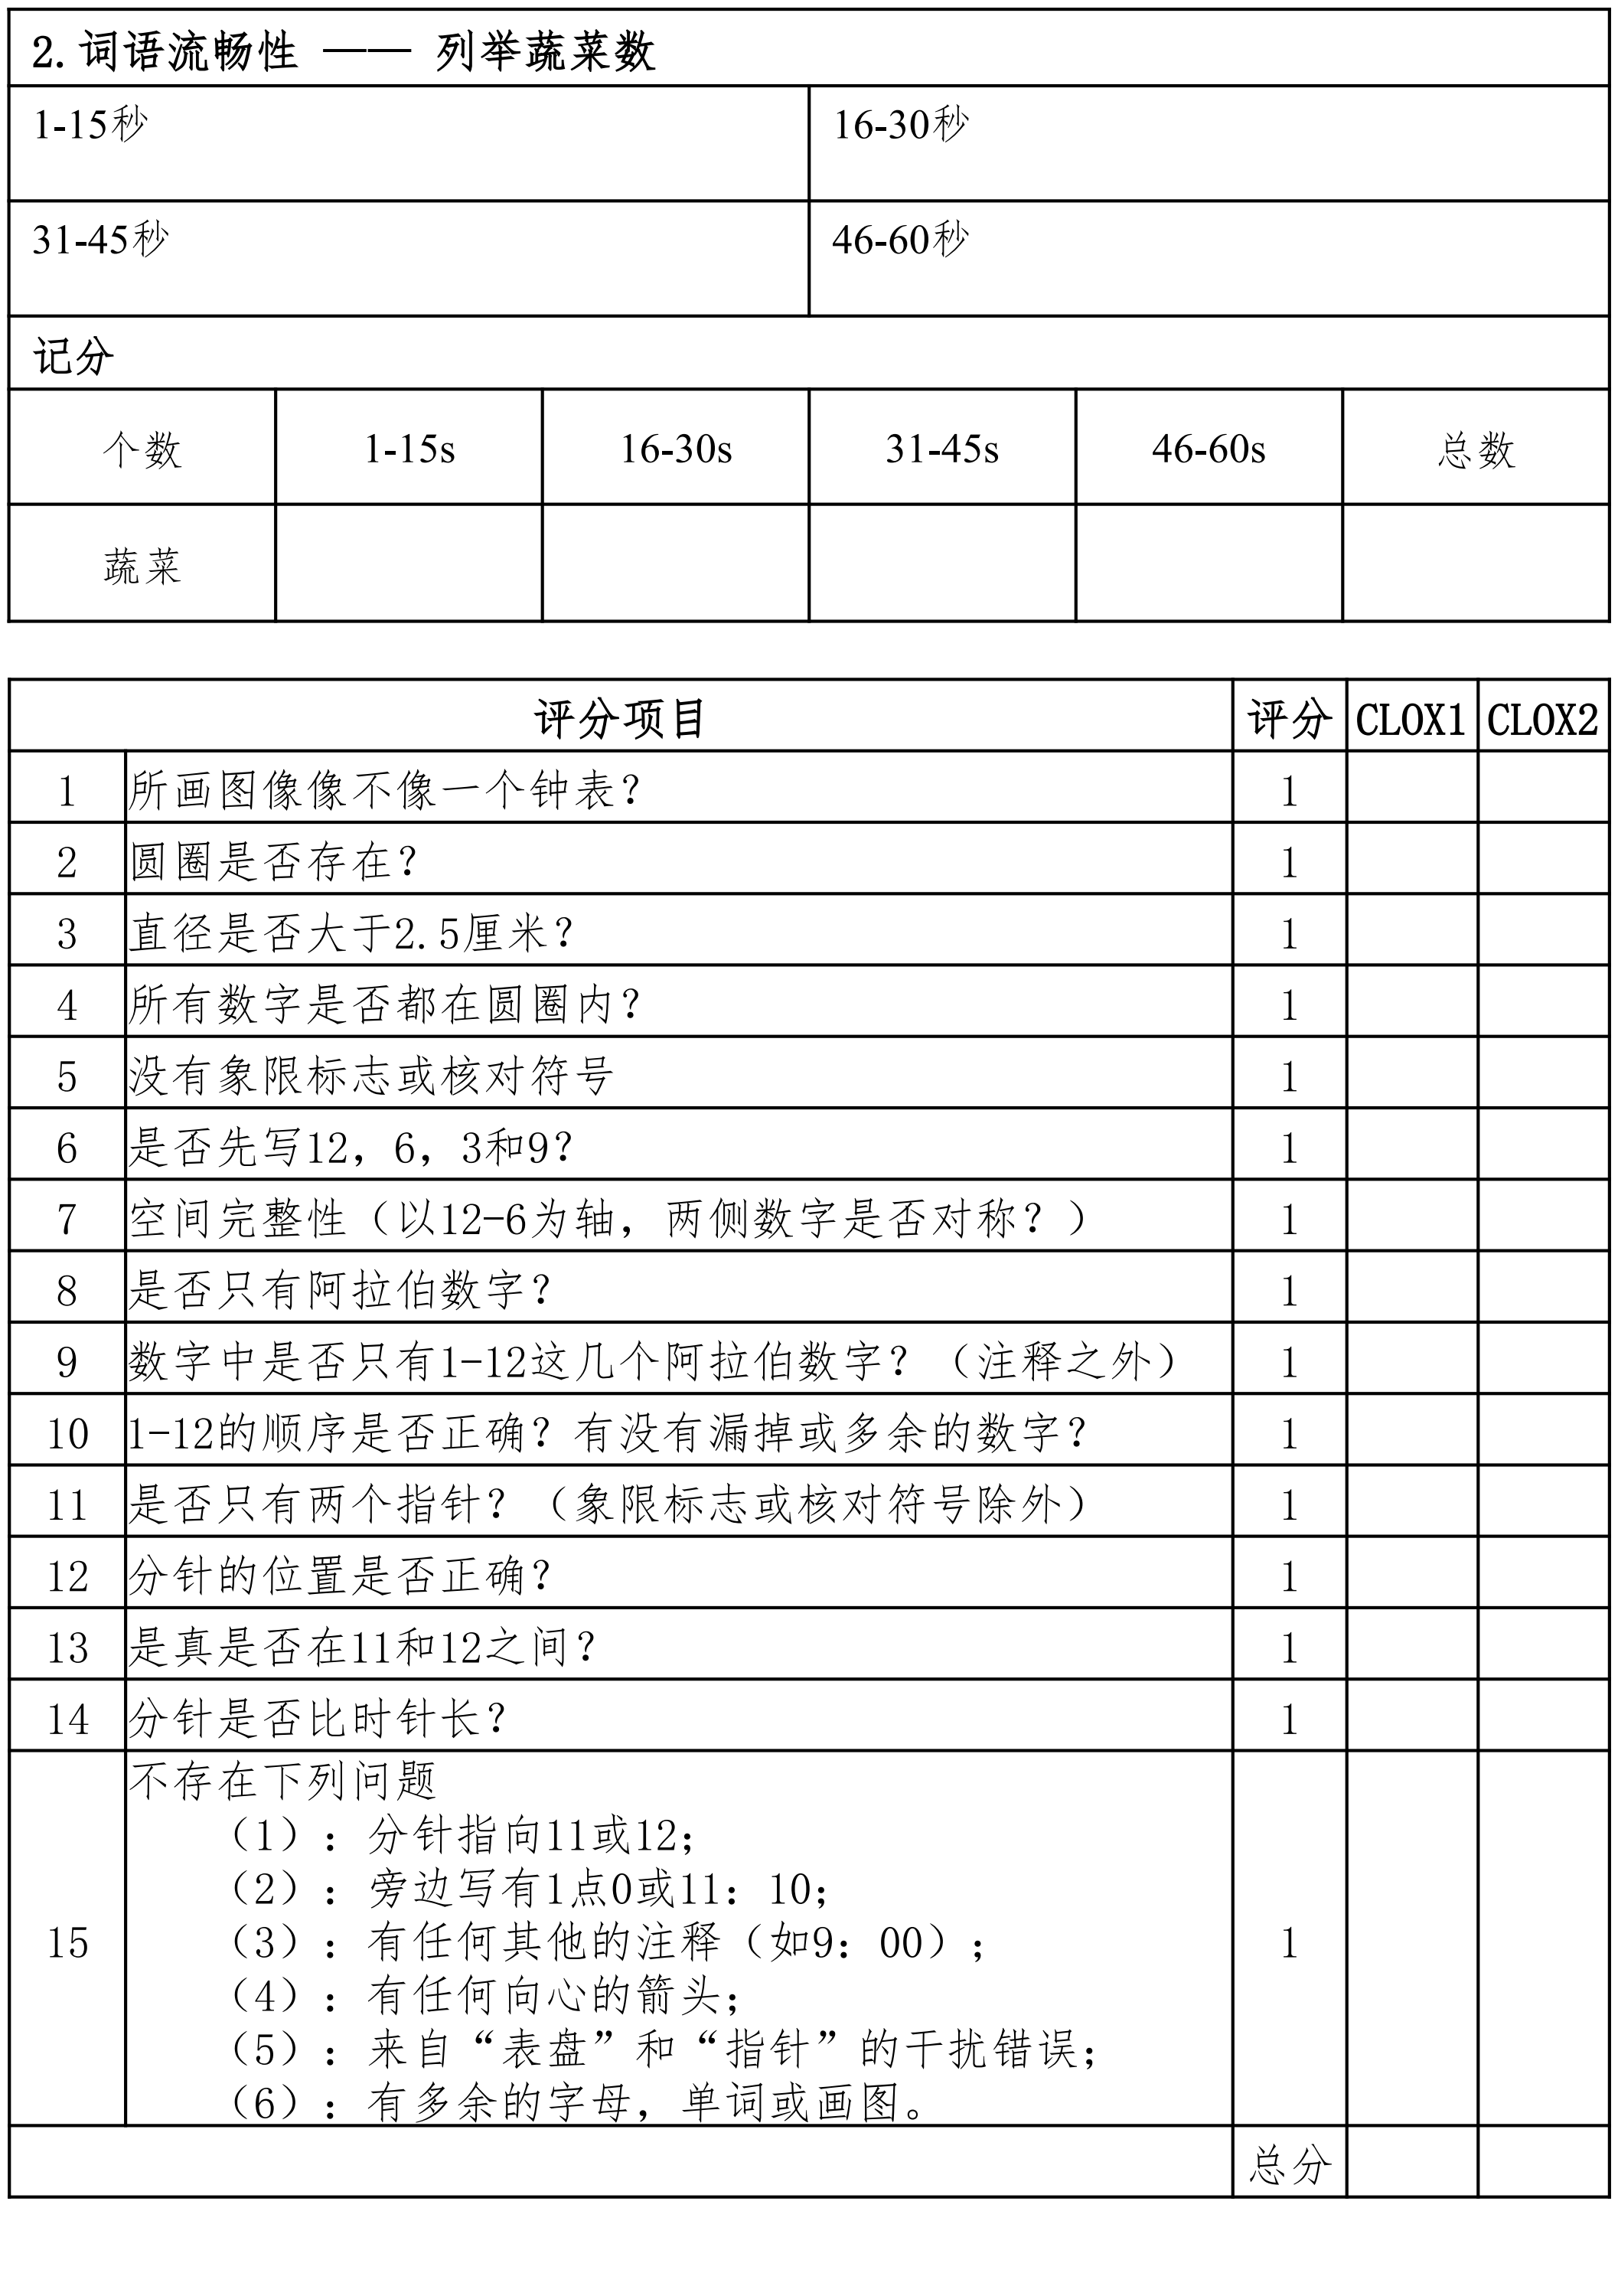 2.词语流畅性 —— 列举蔬菜数
1-15秒 16-30秒
31-45秒 46-60秒
记分
个数 1-15s 16-30s 31-45s 46-60s 总数
蔬菜
评分项目 评分 CLOX1 CLOX2
1 所画图像像不像一个钟表? 1
2 圆圈是否存在? 1
3 直径是否大于2.5厘米? 1
4 所有数字是否都在圆圈内? 1
5 没有象限标志或核对符号 1
6 是否先写12，6，3和9? 1
7 空间完整性（以12-6为轴，两侧数字是否对称？） 1
8 是否只有阿拉伯数字? 1
9 数字中是否只有1-12这几个阿拉伯数字？（注释之外） 1
10 1-12的顺序是否正确？有没有漏掉或多余的数字? 1
11 是否只有两个指针？（象限标志或核对符号除外） 1
12 分针的位置是否正确? 1
13 是真是否在11和12之间? 1
14 分针是否比时针长? 1
15 不存在下列问题 1
（1）：分针指向11或12；
（2）：旁边写有1点0或11：10；
（3）：有任何其他的注释（如9：00）；
（4）：有任何向心的箭头；
（5）：来自“表盘”和“指针”的干扰错误；
（6）：有多余的字母，单词或画图。
总分